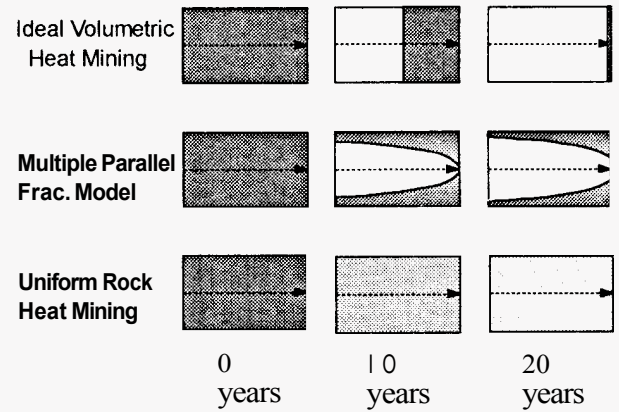 Ideal Volumetric
Heat Mining
Multiple Parallel
Frac. Model
Uniform Rock
Heat Mining
0
years
10
years
20
years